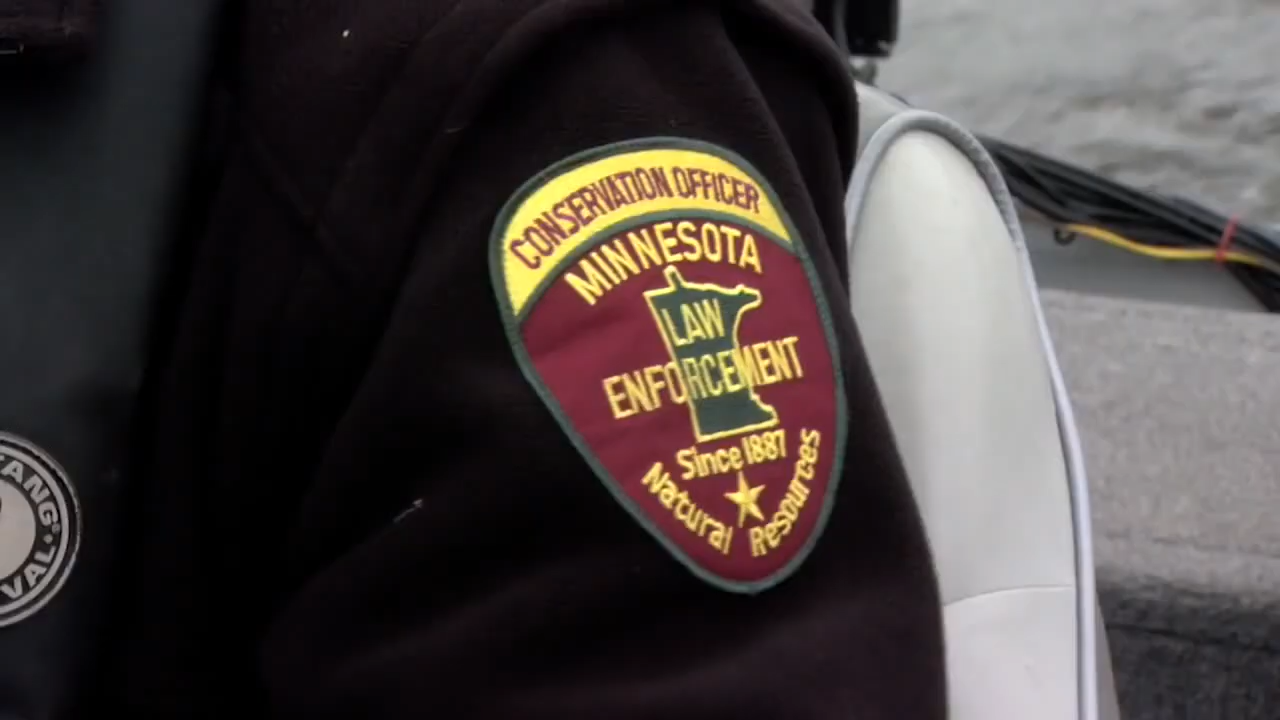 CONSERVATION OFFICER
MINNESOTA
LAW
ENFORCEMENT
Since 1887
Natural Resources